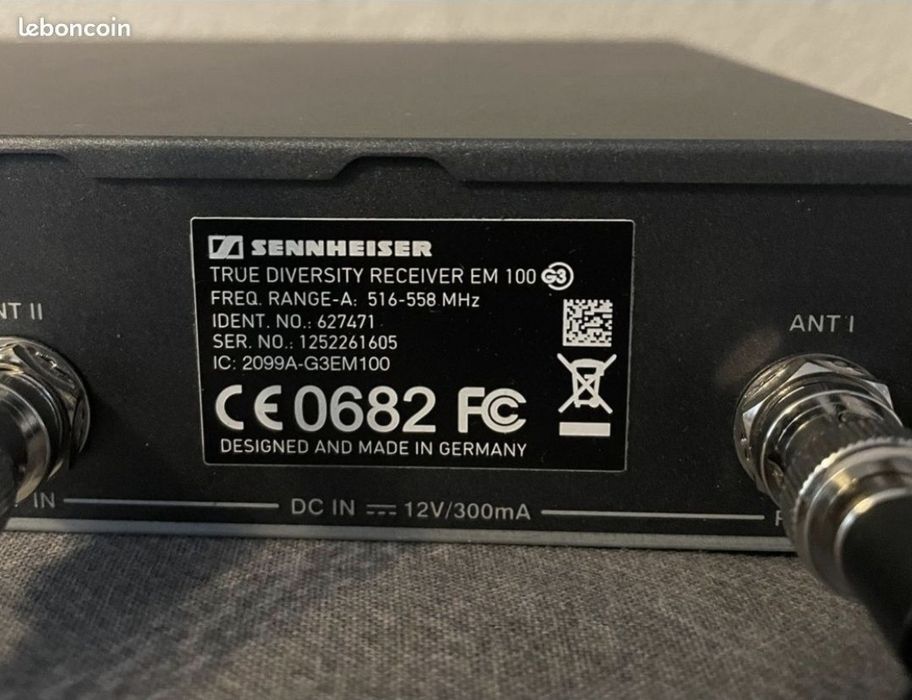 leboncoin
SENNHEISER
TRUE DIVERSITY RECEIVER EM 100 G3
FREQ. RANGE-A: 516-558 MHz
IDENT. NO.: 627471
SER. NO.: 1252261605
IC: 2099A-G3EM100
CE 0682 FC
DESIGNED AND MADE IN GERMANY
NT II
ANT I
IN
DC IN 12V/300mA